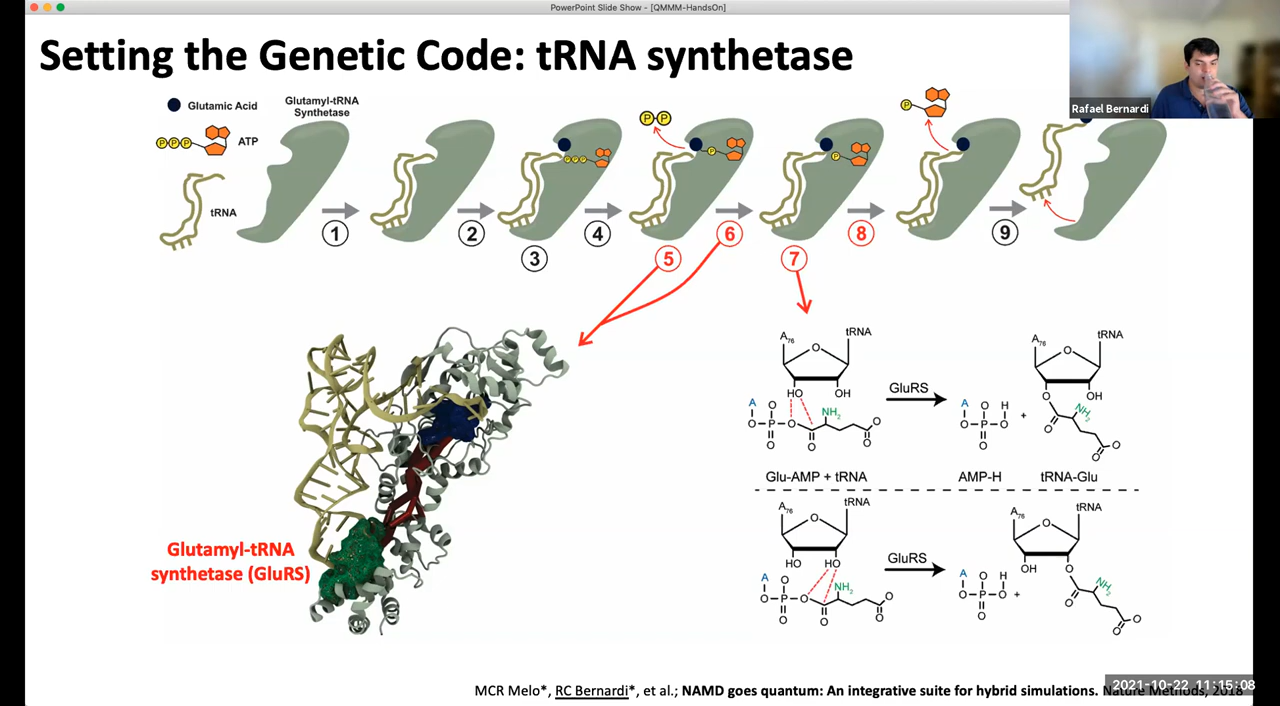 PowerPoint Slide Show - [QMMM-HandsOn]
Setting the Genetic Code: tRNA synthetase
Rafael Bernardi
Glutamic Acid
Glutamyl-tRNA
Synthetase
P P P
ATP
tRNA
P P P
P P
P
P
P
1
2
3
4
5
6
7
8
9
A76
tRNA
O
HO
OH
A
O
O
P
O
O
O
NH2
O
O
O
GluRS
A
O
H
O
P
O
O
+
A76
tRNA
O
O
OH
O
NH2
O
O
Glu-AMP + tRNA
AMP-H
tRNA-Glu
A76
tRNA
O
HO
HO
A
O
O
P
O
O
O
NH2
O
O
GluRS
A
O
H
O
P
O
O
+
A76
tRNA
O
OH
O
O
NH2
O
O
Glutamyl-tRNA
synthetase (GluRS)
MCR Melo*, RC Bernardi*, et al.; NAMD goes quantum: An integrative suite for hybrid simulations. Nature Methods, 2018
2021-10-22 11:15:08